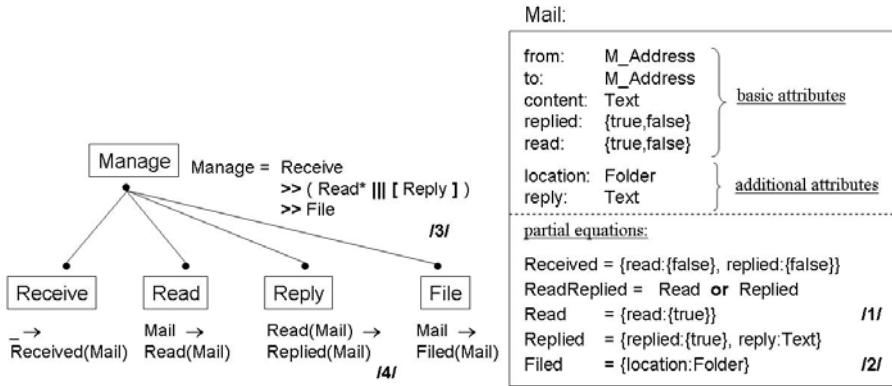 Manage
Manage = Receive
>> ( Read* ||| [ Reply ] )
>> File
/3/
Receive
Read
Reply
File
_ →
Received(Mail)
Mail →
Read(Mail)
Read(Mail) →
Replied(Mail)
/4/
Mail →
Filed(Mail)
Mail:
from: M_Address
to: M_Address
content: Text
replied: {true,false}
read: {true,false}
basic attributes
location: Folder
reply: Text
additional attributes
partial equations:
Received = {read:{false}, replied:{false}}
ReadReplied = Read or Replied
Read = {read:{true}} /1/
Replied = {replied:{true}, reply:Text}
Filed = {location:Folder} /2/